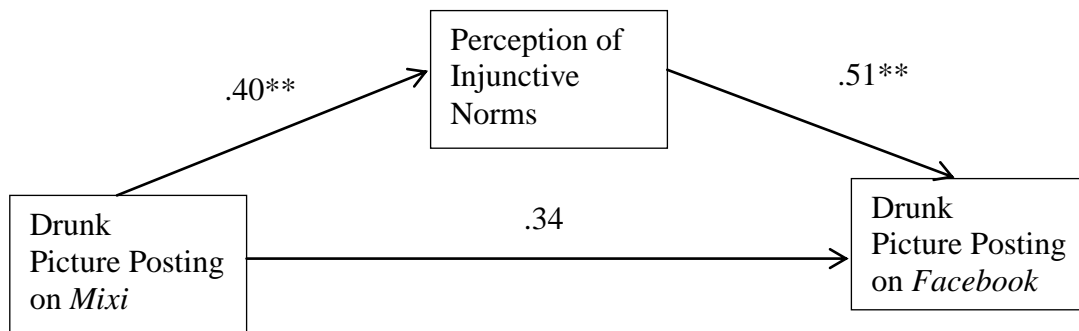 Perception of
Injunctive
Norms
.40**
.51**
Drunk
Picture Posting
on Mixi
.34
Drunk
Picture Posting
on Facebook